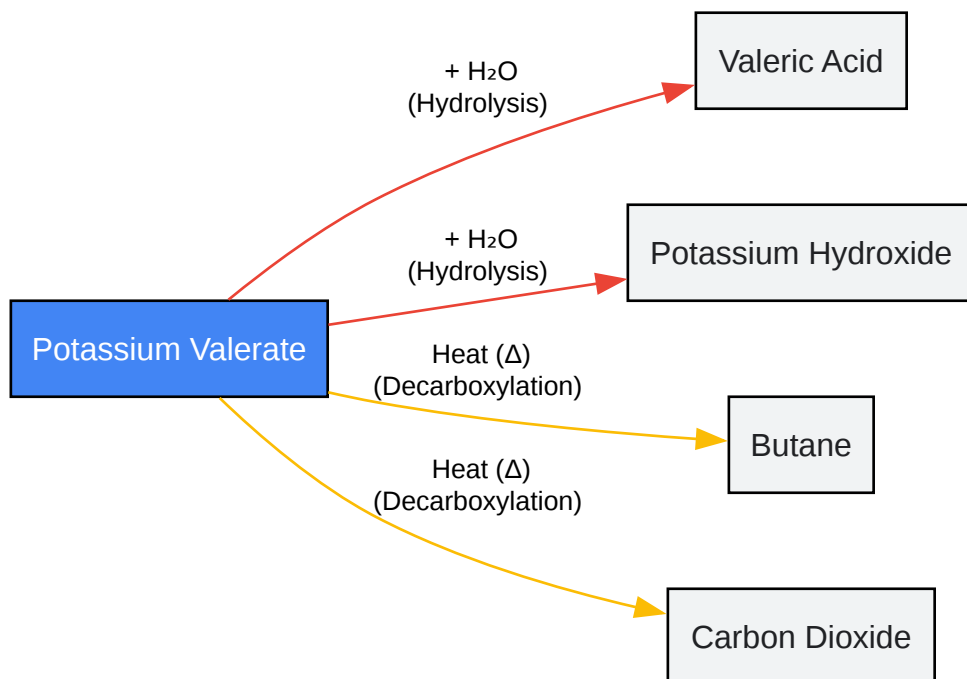 Valeric Acid
+ H₂O
(Hydrolysis)
+ H₂O
(Hydrolysis)
Potassium Hydroxide
Potassium Valerate
Heat (Δ)
(Decarboxylation)
Butane
Heat (Δ)
(Decarboxylation)
Carbon Dioxide